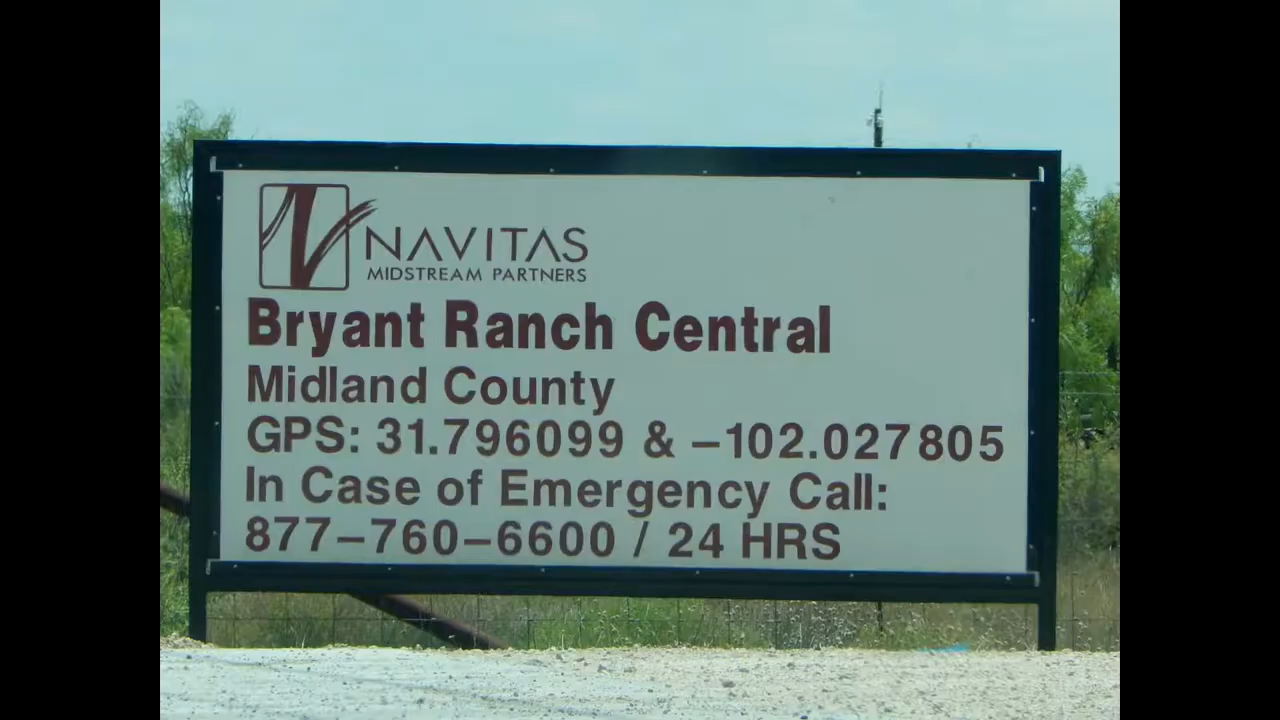 NAVITAS
MIDSTREAM PARTNERS
Bryant Ranch Central
Midland County
GPS: 31.796099 & -102.027805
In Case of Emergency Call:
877-760-6600 / 24 HRS